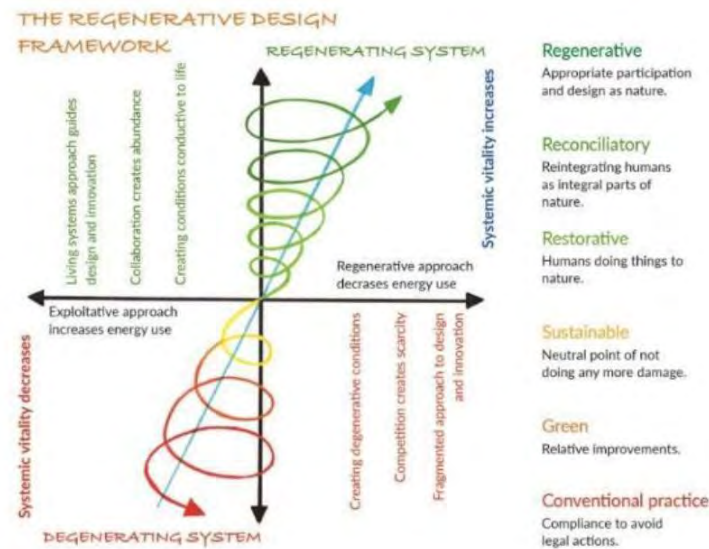 THE REGENERATIVE DESIGN
FRAMEWORK
REGENERATING SYSTEM
Living systems approach guides
design and innovation
Collaboration creates abundance
Creating conditions conductive to life
Systemic vitality increases
Regenerative approach
decrases energy use
Exploitative approach
increases energy use
Systemic vitality decreases
Creating degenerative conditions
Competition creates scarcity
Fragmented approach to design
and innovation
DEGENERATING SYSTEM
Regenerative
Appropriate participation
and design as nature.
Reconciliatory
Reintegrating humans
as integral parts of
nature.
Restorative
Humans doing things to
nature.
Sustainable
Neutral point of not
doing any more damage.
Green
Relative improvements.
Conventional practice
Compliance to avoid
legal actions.